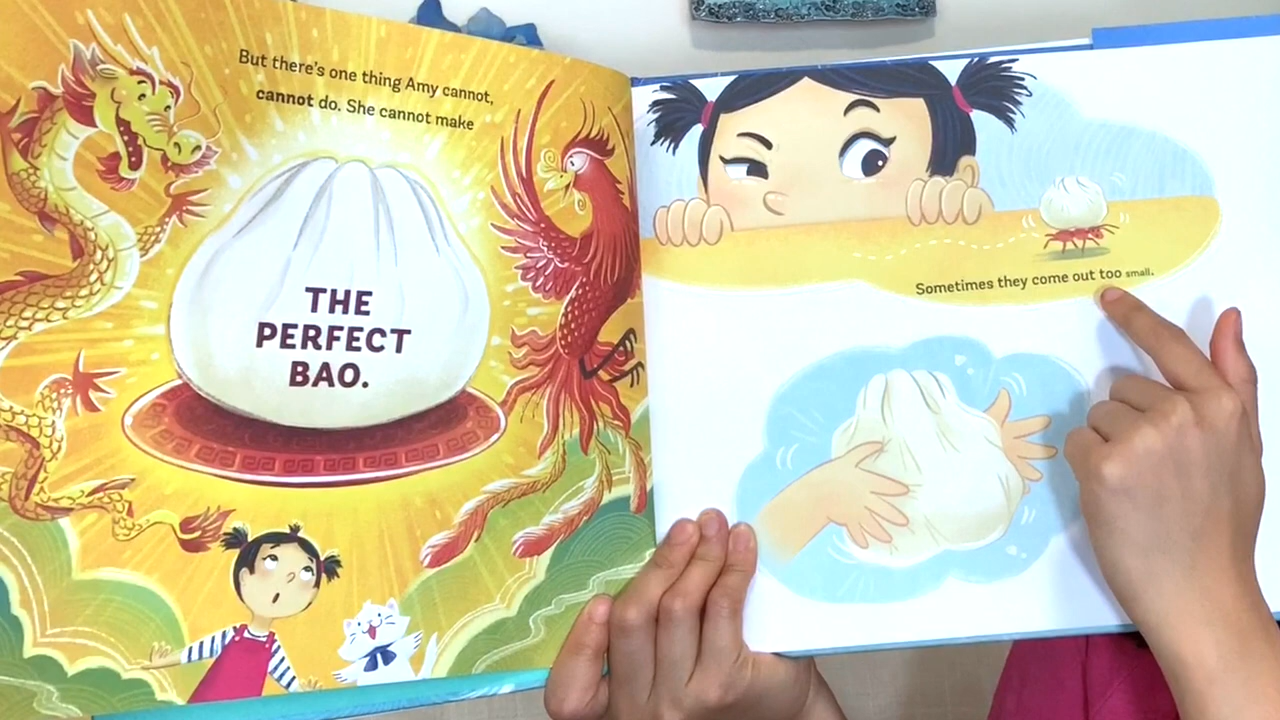 But there's one thing Amy cannot,
cannot do. She cannot make
THE
PERFECT
BAO.
Sometimes they come out too small.